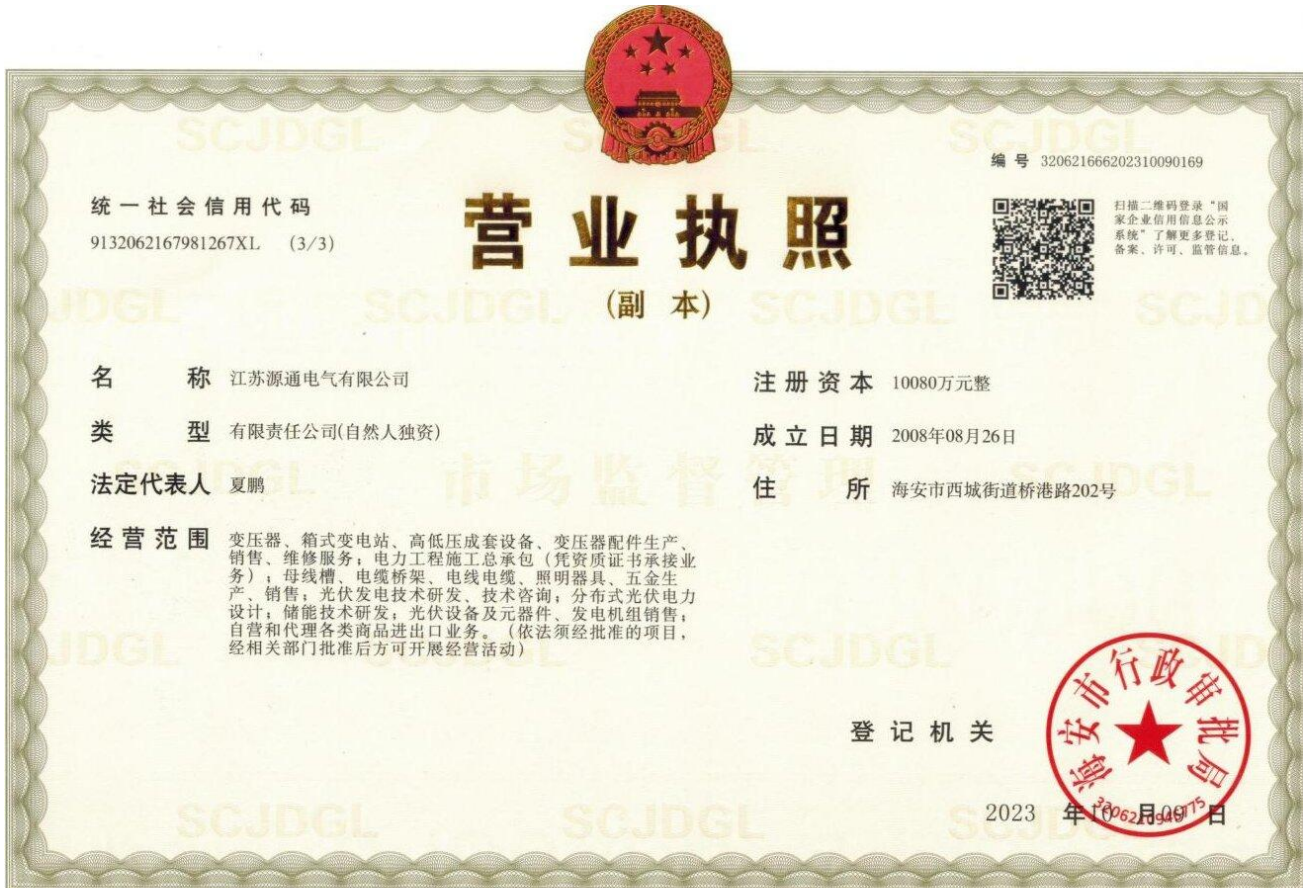 编 号 320621666202310090169
统一社会信用代码
9132062167981267XL (3/3)
营业执照
(副 本)
扫描二维码登录“国
家企业信用信息公示
系统”了解更多登记、
备案、许可、监管信息。
名 称 江苏源通电气有限公司
类 型 有限责任公司(自然人独资)
法定代表人 夏鹏
经营范围 变压器、箱式变电站、高低压成套设备、变压器配件生产、
销售、维修服务；电力工程施工总承包（凭资质证书承接业
务）；母线槽、电缆桥架、电线电缆、照明器具、五金生
产、销售；光伏发电技术研发、技术咨询；分布式光伏电力
设计；储能技术研发；光伏设备及元器件、发电机组销售；
自营和代理各类商品进出口业务。（依法须经批准的项目，
经相关部门批准后方可开展经营活动）
注册资本 10080万元整
成立日期 2008年08月26日
住 所 海安市西城街道桥港路202号
登记机关
海安市行政审批局
2023 年10 月09 日
SCJDGL
市场监督管理